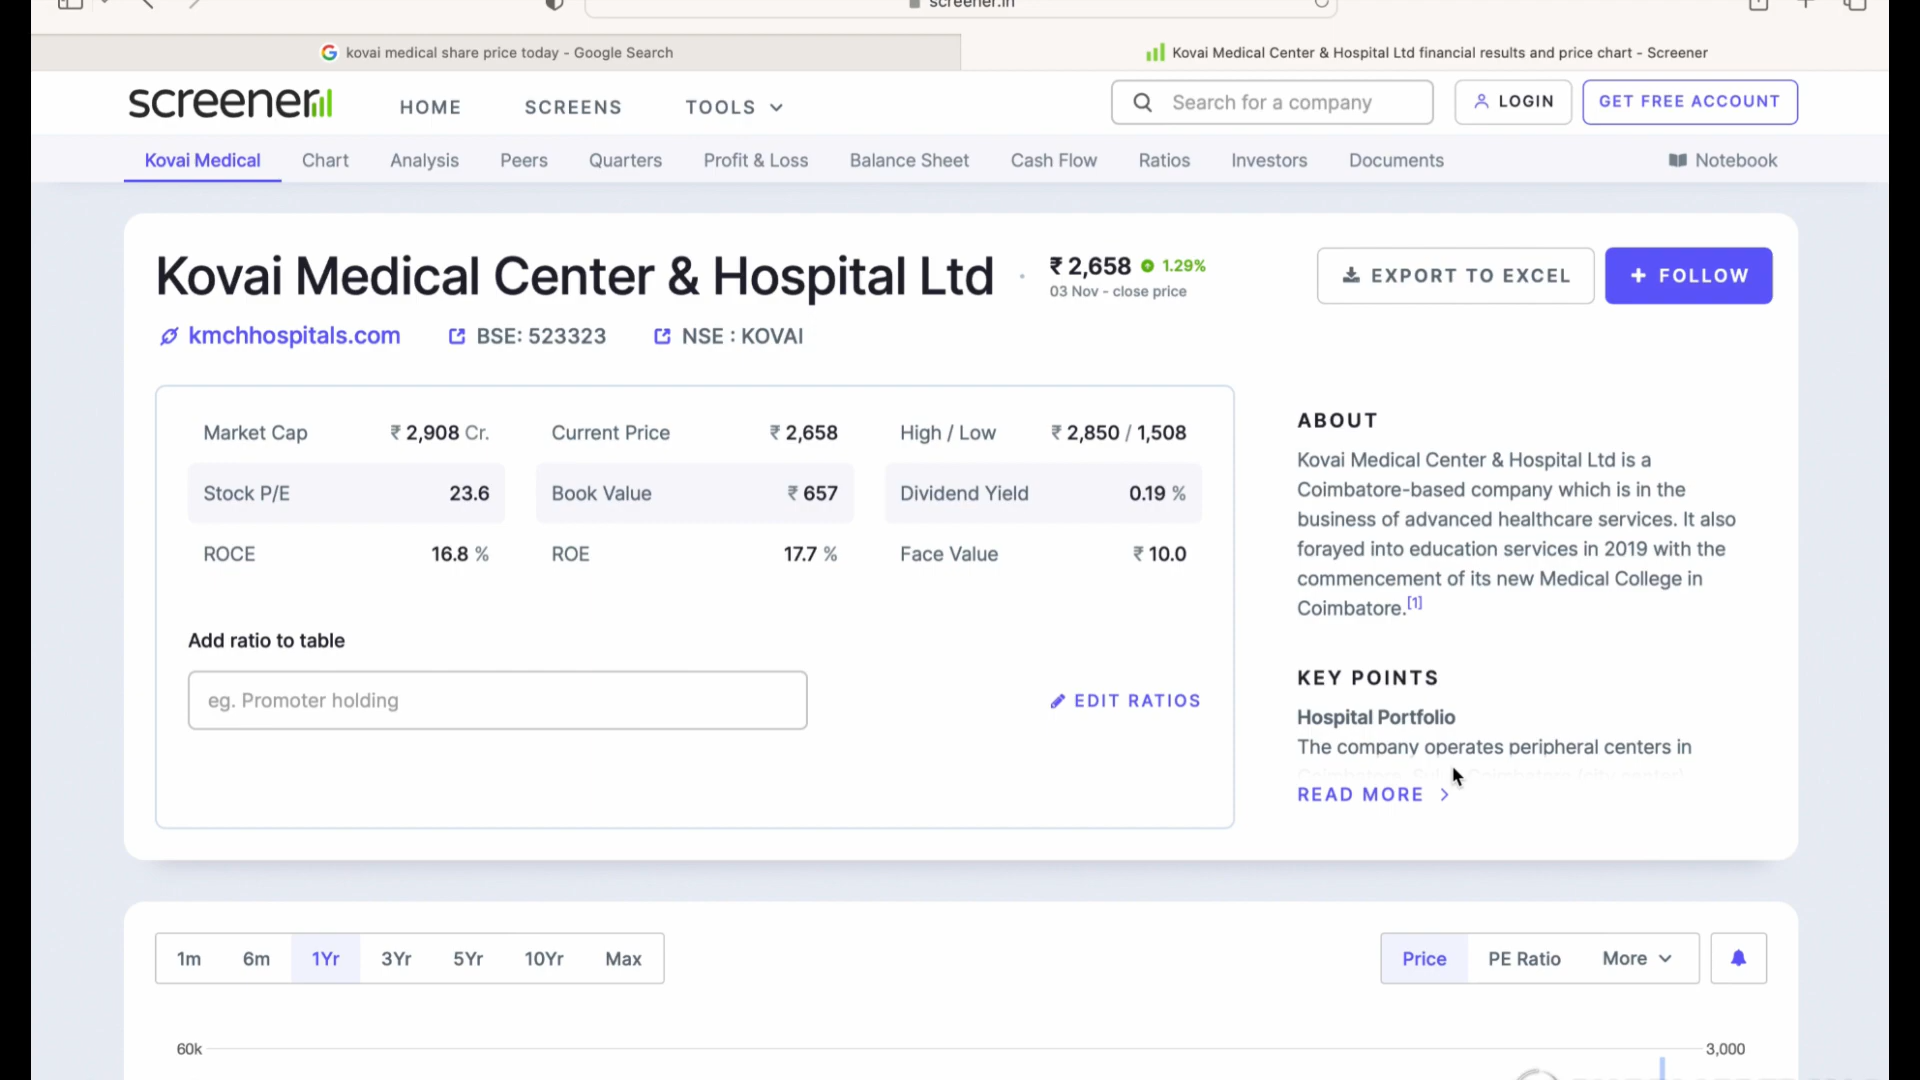 screener.in
kovai medical share price today - Google Search
Kovai Medical Center & Hospital Ltd financial results and price chart - Screener
screener
HOME
SCREENS
TOOLS
Search for a company
LOGIN
GET FREE ACCOUNT
Kovai Medical
Chart
Analysis
Peers
Quarters
Profit & Loss
Balance Sheet
Cash Flow
Ratios
Investors
Documents
Notebook
Kovai Medical Center & Hospital Ltd
₹ 2,658 1.29%
03 Nov - close price
EXPORT TO EXCEL
+ FOLLOW
kmchhospitals.com
BSE: 523323
NSE : KOVAI
Market Cap ₹ 2,908 Cr.
Current Price ₹ 2,658
High / Low ₹ 2,850 / 1,508
Stock P/E 23.6
Book Value ₹ 657
Dividend Yield 0.19 %
ROCE 16.8 %
ROE 17.7 %
Face Value ₹ 10.0
Add ratio to table
eg. Promoter holding
EDIT RATIOS
ABOUT
Kovai Medical Center & Hospital Ltd is a
Coimbatore-based company which is in the
business of advanced healthcare services. It also
forayed into education services in 2019 with the
commencement of its new Medical College in
Coimbatore.[1]
KEY POINTS
Hospital Portfolio
The company operates peripheral centers in
READ MORE
1m
6m
1Yr
3Yr
5Yr
10Yr
Max
Price
PE Ratio
More
60k
3,000